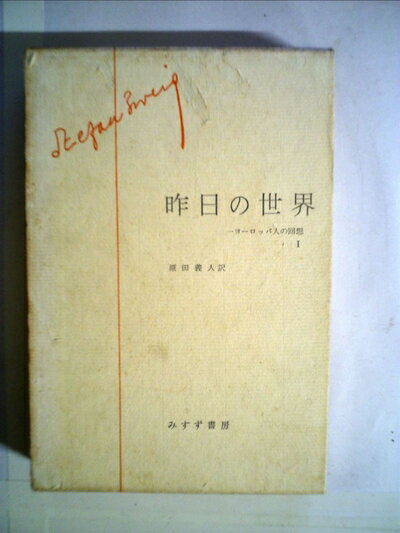 Stefan Zweig
昨日の世界
一ヨーロッパ人の回想
I
原田義人訳
みすず書房